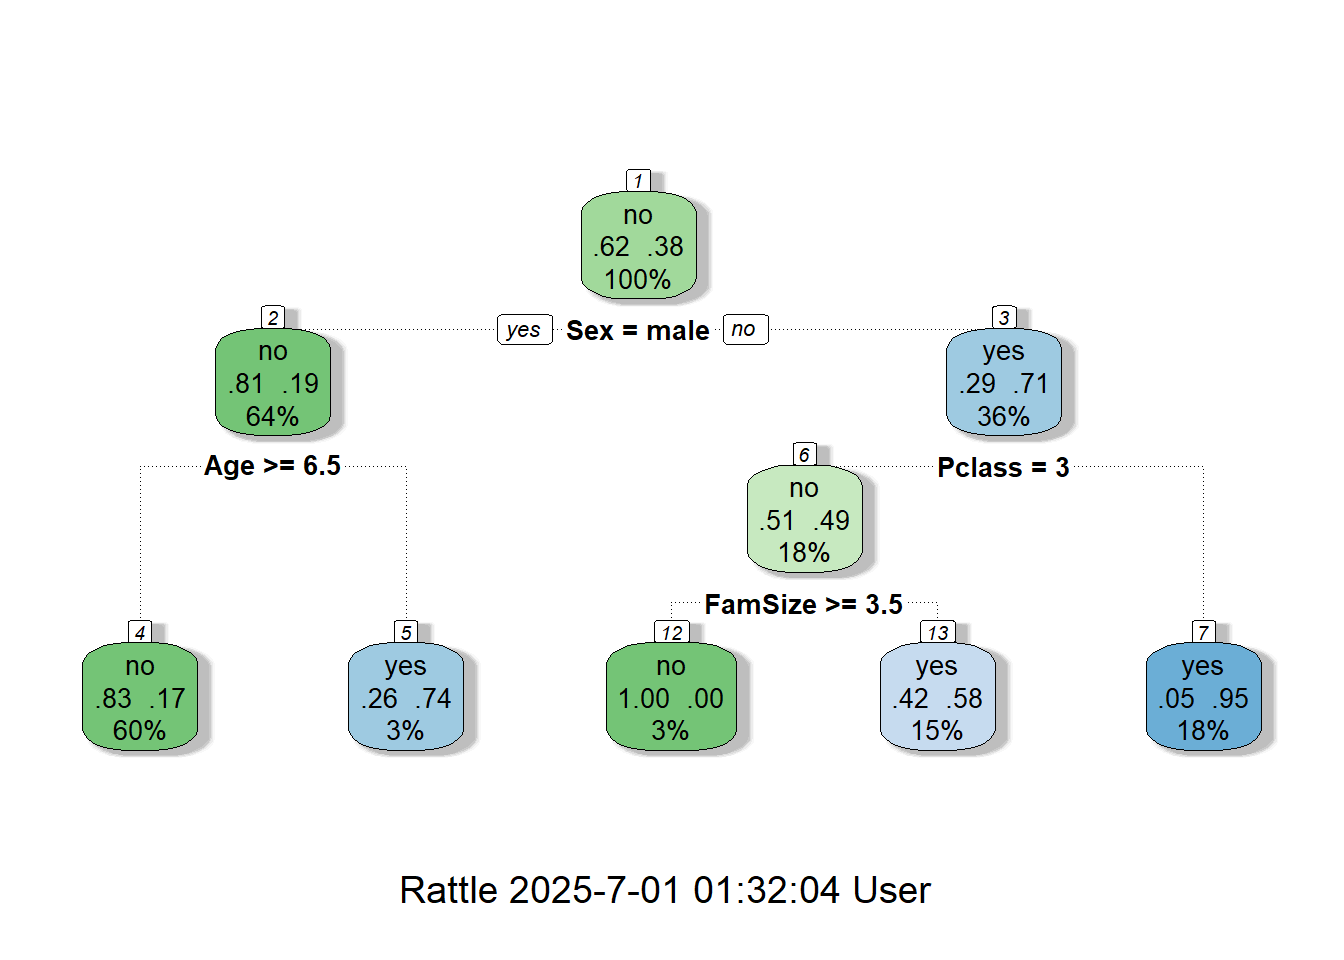 1
no
.62 .38
100%
yes Sex = male no
2
no
.81 .19
64%
3
yes
.29 .71
36%
Age >= 6.5
Pclass = 3
6
no
.51 .49
18%
FamSize >= 3.5
4
no
.83 .17
60%
5
yes
.26 .74
3%
12
no
1.00 .00
3%
13
yes
.42 .58
15%
7
yes
.05 .95
18%
Rattle 2025-7-01 01:32:04 User